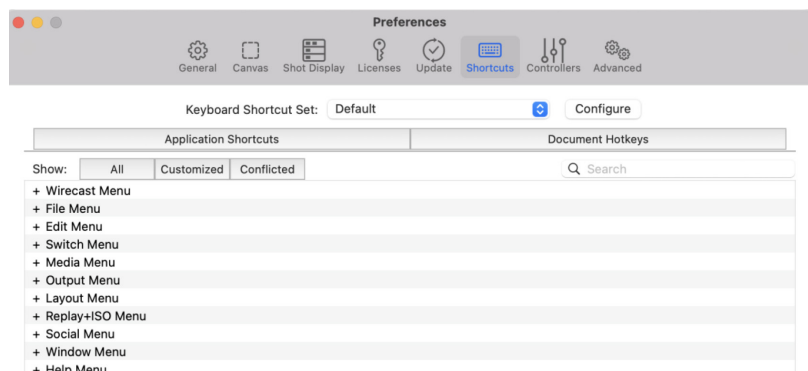 Preferences
General Canvas Shot Display Licenses Update Shortcuts Controllers Advanced
Keyboard Shortcut Set: Default Configure
Application Shortcuts Document Hotkeys
Show: All Customized Conflicted Search
+ Wirecast Menu
+ File Menu
+ Edit Menu
+ Switch Menu
+ Media Menu
+ Output Menu
+ Layout Menu
+ Replay+ISO Menu
+ Social Menu
+ Window Menu
+ Help Menu